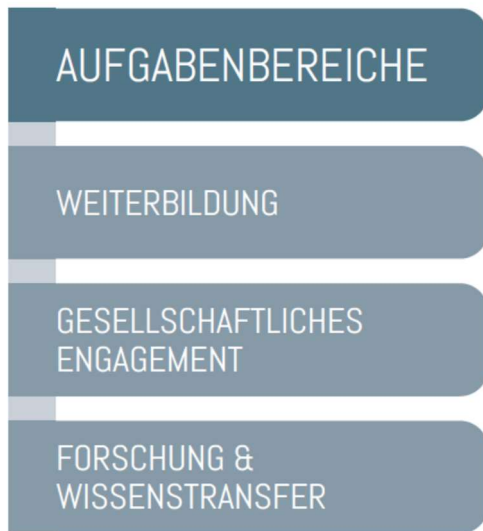 AUFGABENBEREICHE
WEITERBILDUNG
GESELLSCHAFTLICHES
ENGAGEMENT
FORSCHUNG &
WISSENSTRANSFER